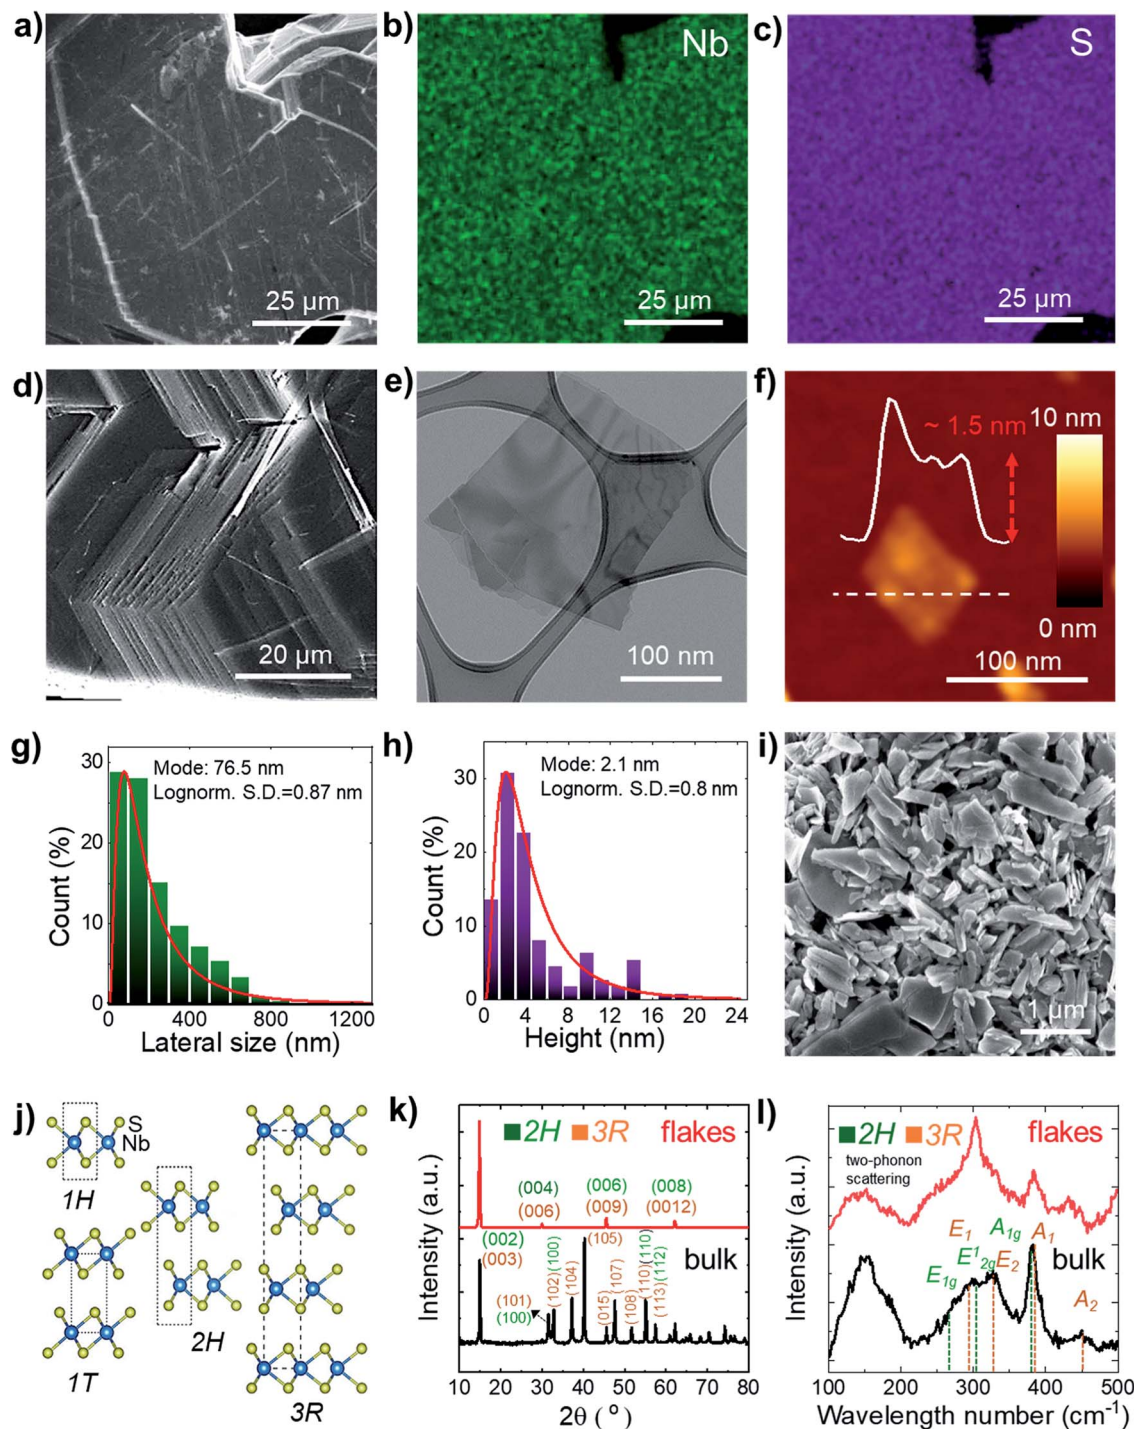 a)
25 µm
b)
Nb
25 µm
c)
S
25 µm
d)
20 µm
e)
100 nm
f)
~ 1.5 nm
10 nm
0 nm
100 nm
g)
Mode: 76.5 nm
Lognorm. S.D.=0.87 nm
Count (%)
30
20
10
0
0 400 800 1200
Lateral size (nm)
h)
Mode: 2.1 nm
Lognorm. S.D.=0.8 nm
Count (%)
30
20
10
0
0 4 8 12 16 20 24
Height (nm)
i)
1 µm
j)
S
Nb
1H
1T
2H
3R
k)
2H 3R flakes
(004) (006) (008)
(006) (009) (0012)
(002)
(003)
(101)
(100)
(102)
(100)
(104)
(105)
(015)
(107)
(108)
(110)
(110)
(113)
(112)
bulk
Intensity (a.u.)
10 20 30 40 50 60 70 80
2θ ( ° )
l)
2H 3R
flakes
two-phonon
scattering
E1g
E1
E12g
A1g
E2
A1
A2
bulk
Intensity (a.u.)
100 200 300 400 500
Wavelength number (cm-1)